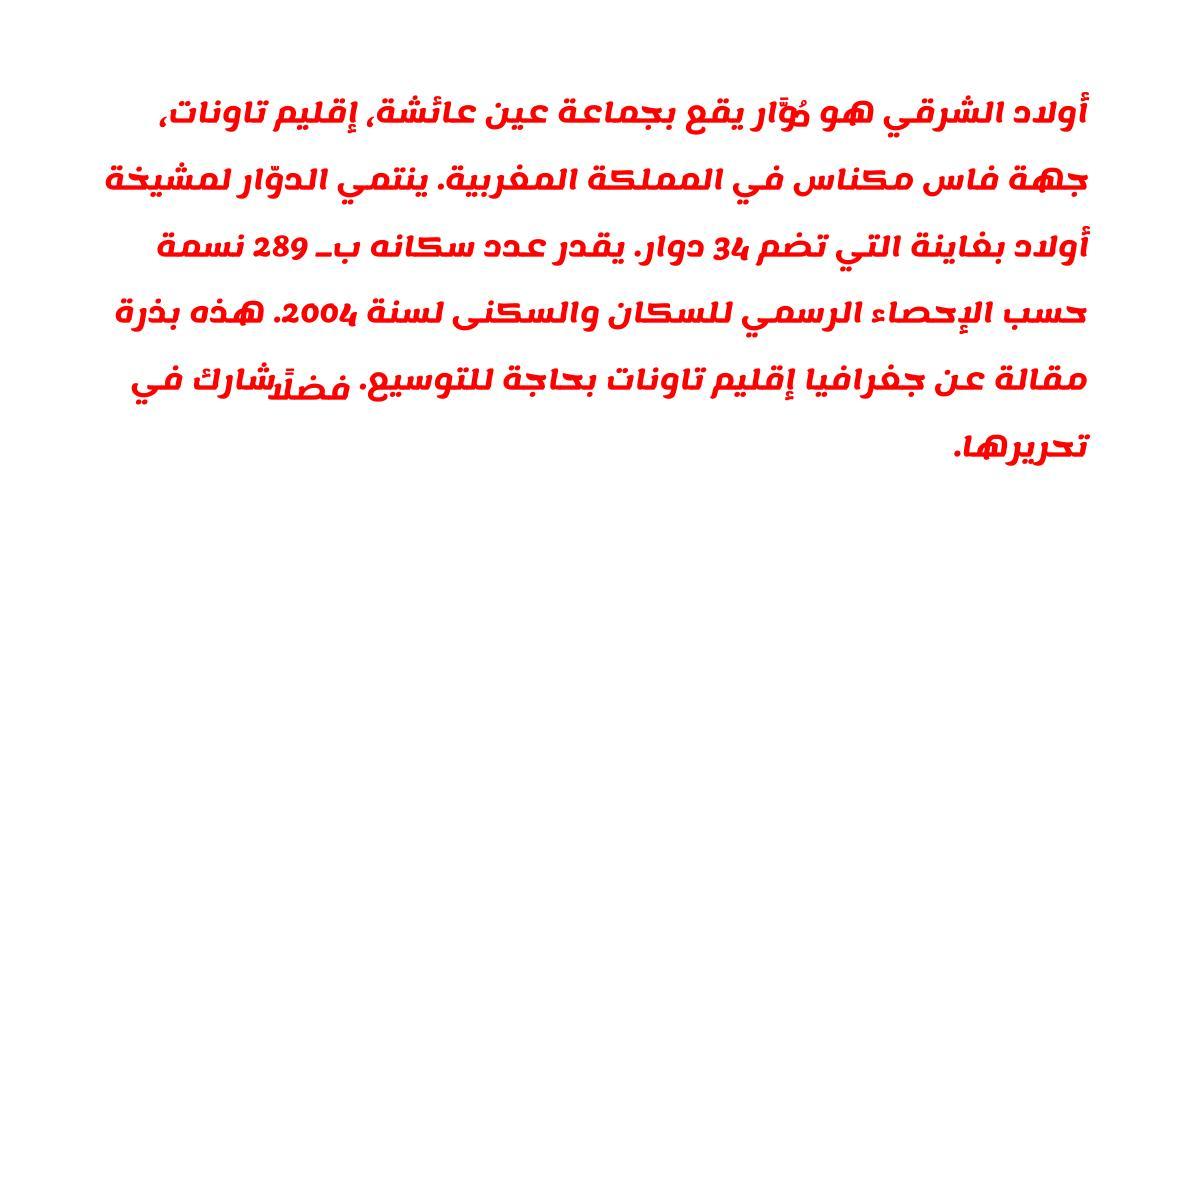 أولاد الشرقي هو دُوَّار يقع بجماعة عين عائشة، إقليم تاونات،
جهة فاس مكناس في المملكة المغربية. ينتمي الدوّار لمشيخة
أولاد بغاينة التي تضم 34 دوار. يقدر عدد سكانه بـ 289 نسمة
حسب الإحصاء الرسمي للسكان والسكنى لسنة 2004. هذه بذرة
مقالة عن جغرافيا إقليم تاونات بحاجة للتوسيع. فضلًا شارك في
تحريرها.